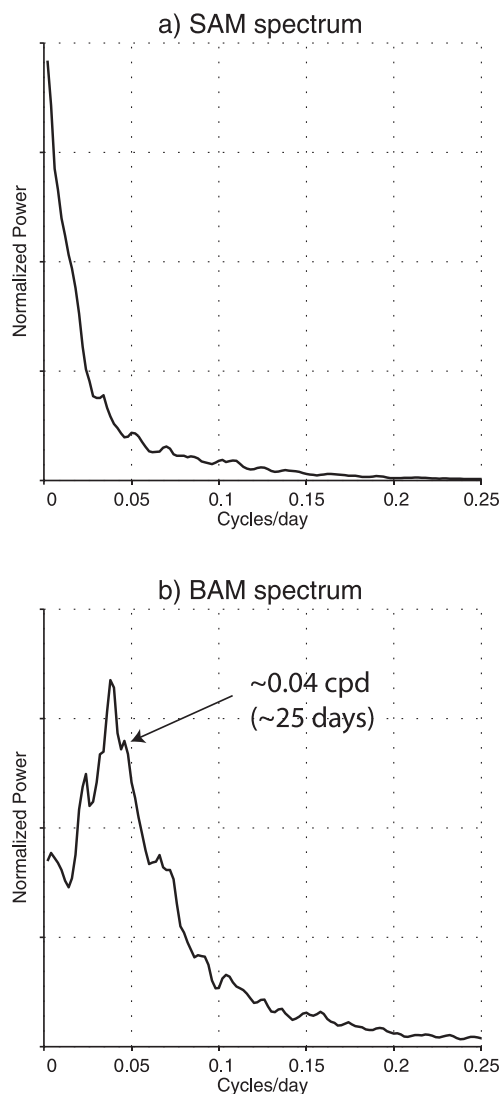 a) SAM spectrum
Normalized Power
0 0.05 0.1 0.15 0.2 0.25
Cycles/day
b) BAM spectrum
~0.04 cpd
(~25 days)
Normalized Power
0 0.05 0.1 0.15 0.2 0.25
Cycles/day